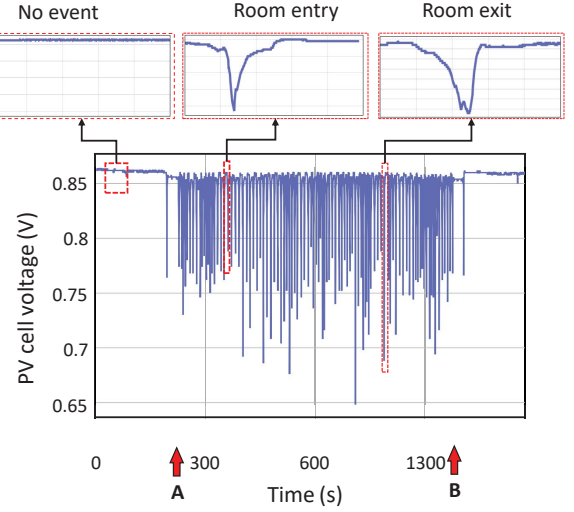 No event
Room entry
Room exit
PV cell voltage (V)
0.85
0.8
0.75
0.7
0.65
0
300
600
1300
A
B
Time (s)